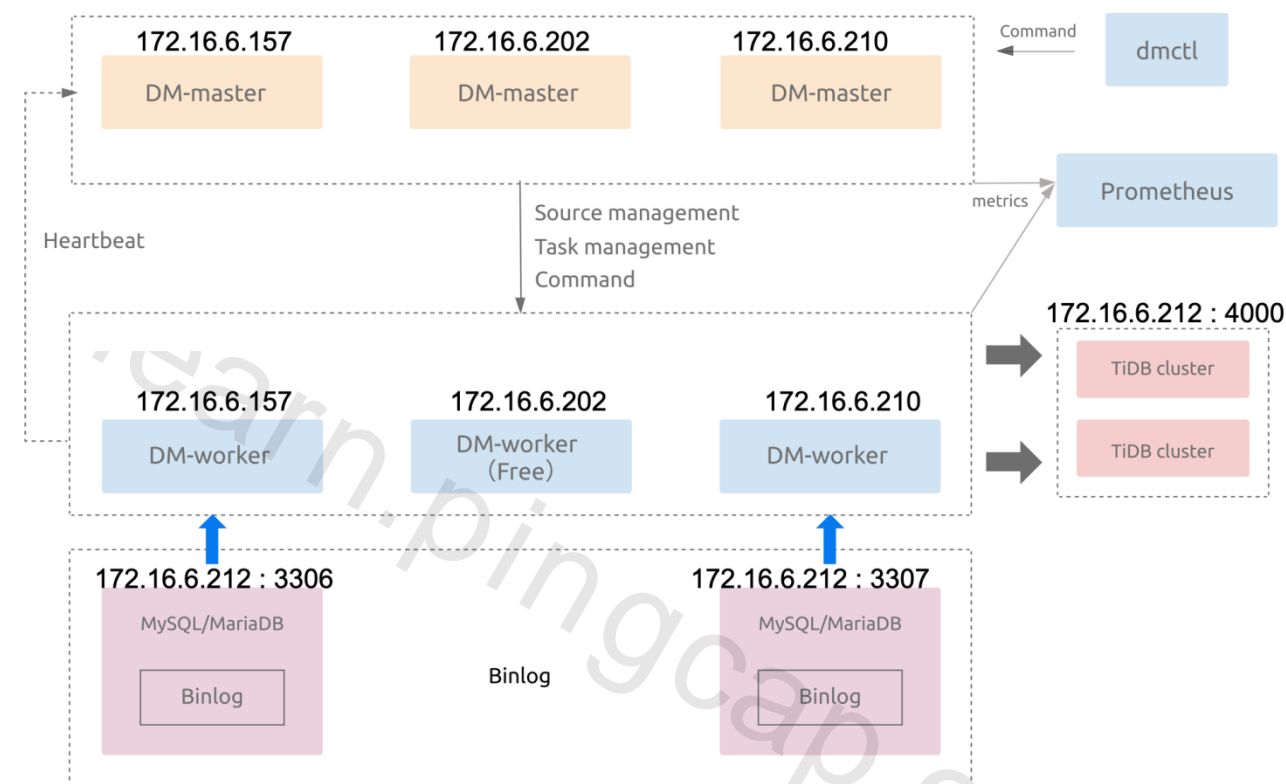 172.16.6.157
172.16.6.202
172.16.6.210
Command
dmctl
DM-master
DM-master
DM-master
metrics
Prometheus
Source management
Task management
Command
Heartbeat
172.16.6.212 : 4000
TiDB cluster
TiDB cluster
172.16.6.157
172.16.6.202
172.16.6.210
DM-worker
DM-worker
(Free)
DM-worker
172.16.6.212 : 3306
172.16.6.212 : 3307
MySQL/MariaDB
MySQL/MariaDB
Binlog
Binlog
Binlog
learn.pingcap.c